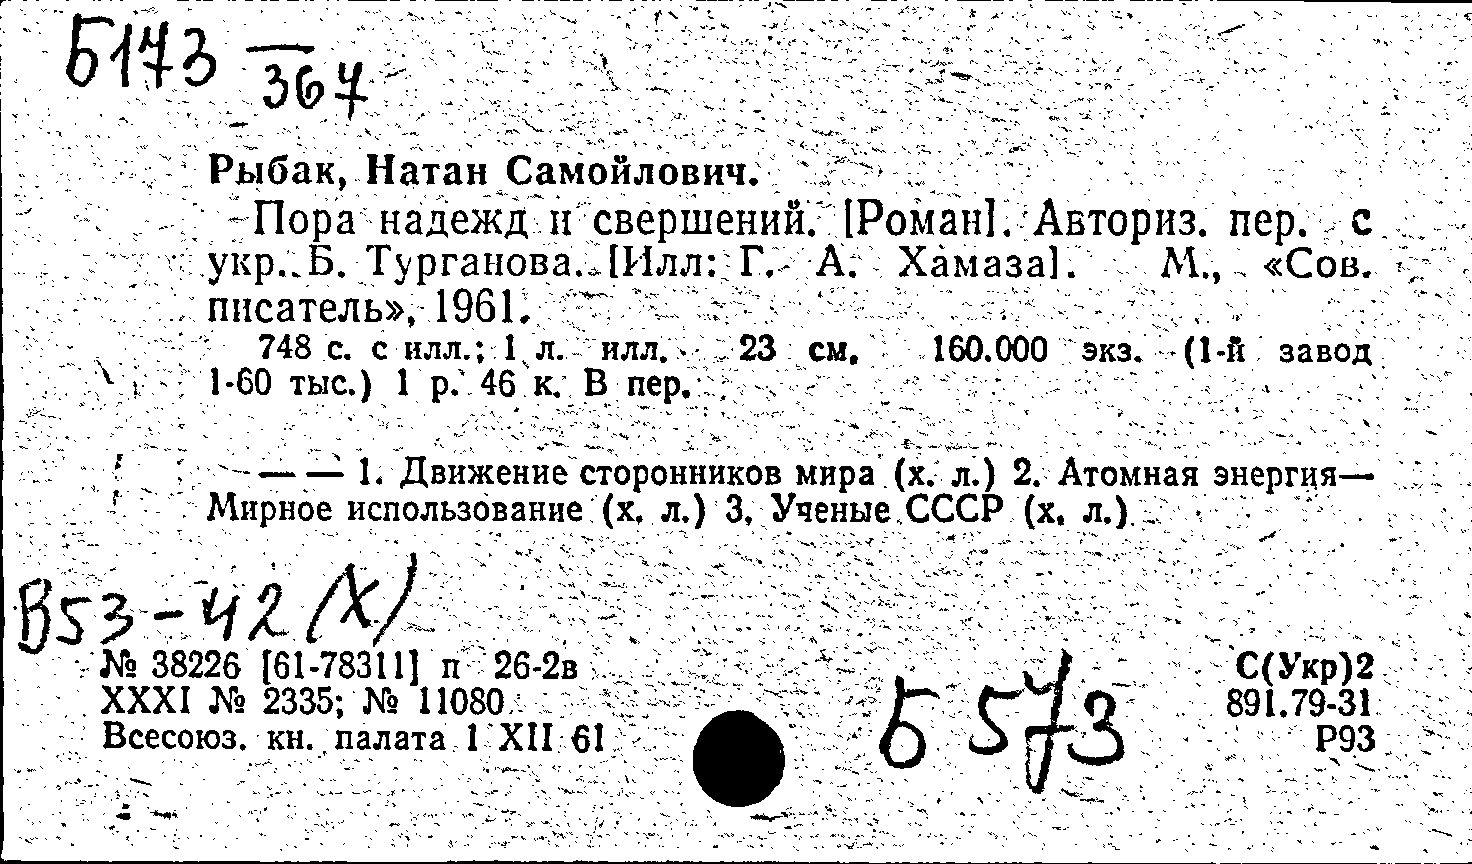 Б173 —
367
Рыбак, Натан Самойлович.
Пора надежд и свершений. [Роман]. Авториз. пер. с
укр. Б. Турганова. [Илл: Г. А. Хамаза]. М., «Сов.
писатель», 1961.
748 с. с илл.; 1 л. илл. 23 см. 160.000 экз. (1-й завод
1-60 тыс.) 1 р. 46 к. В пер.
— — 1. Движение сторонников мира (х. л.) 2. Атомная энергия—
Мирное использование (х. л.) 3. Ученые СССР (х. л.)
В53-42 (X)
№ 38226 [61-78311] п 26-2в
XXXI № 2335; № 11080
Всесоюз. кн. палата 1 XII 61
Б 573
С(Укр)2
891.79-31
Р93